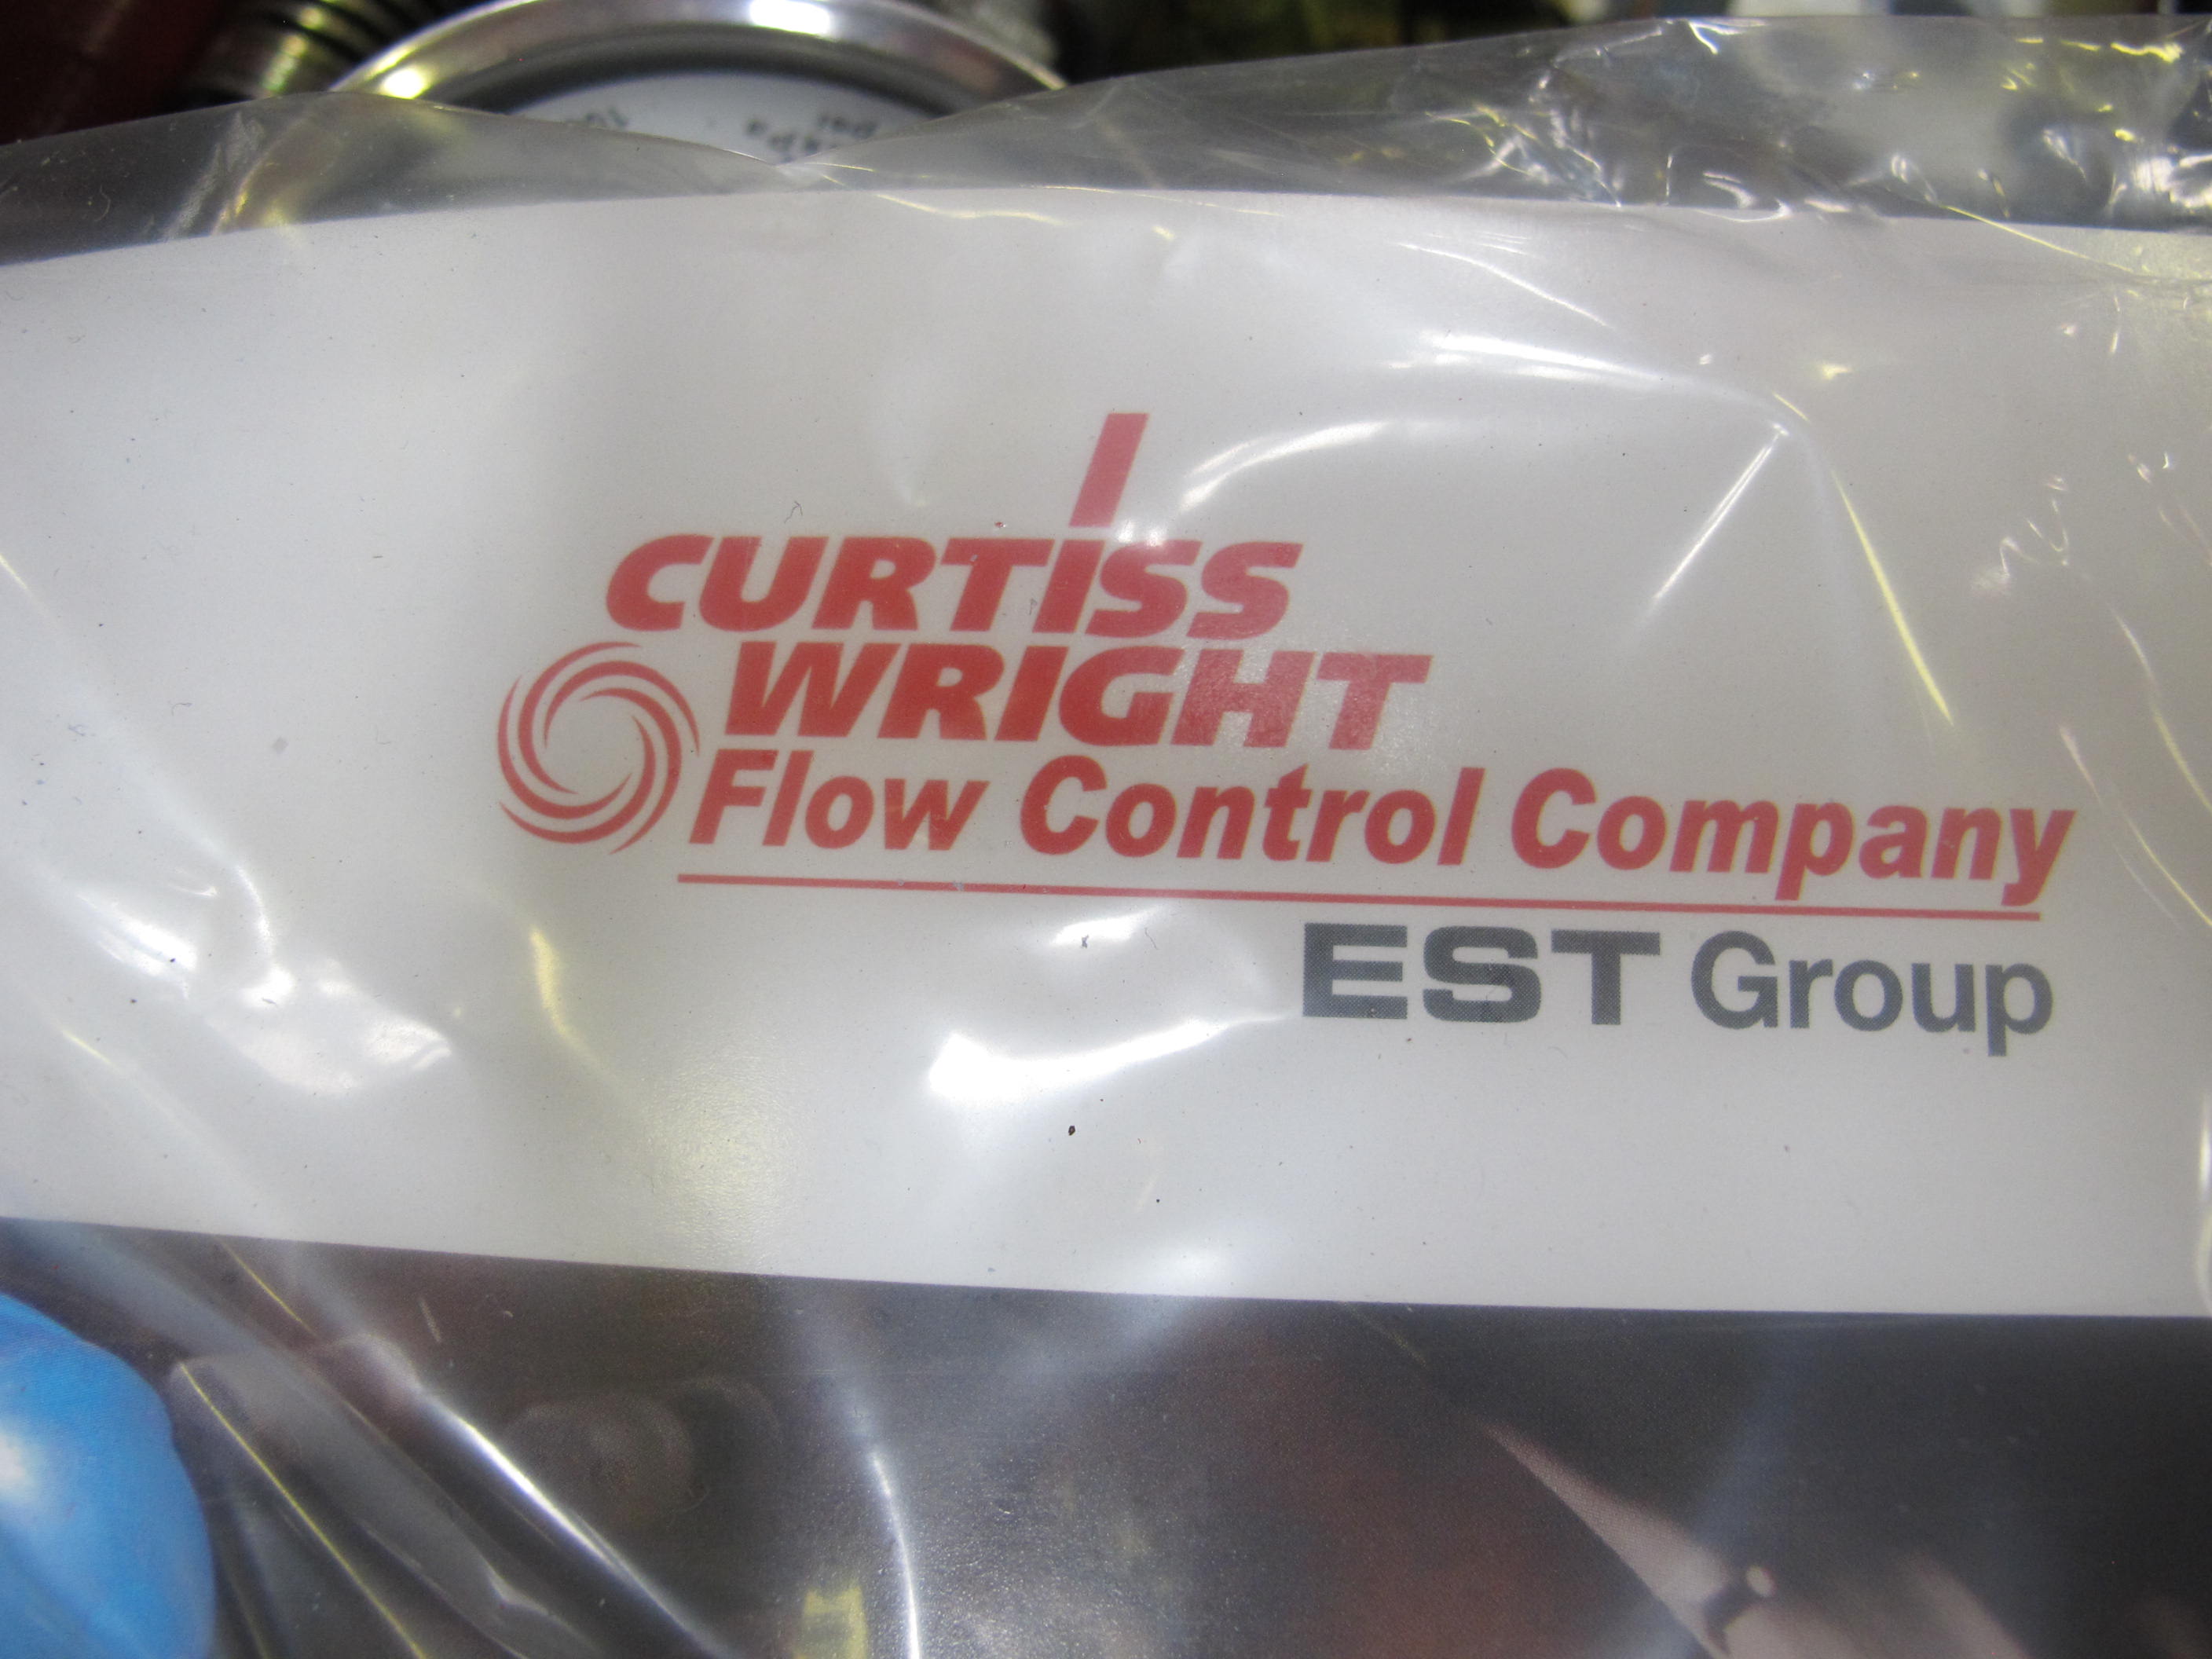 CURTISS
WRIGHT
Flow Control Company
EST Group